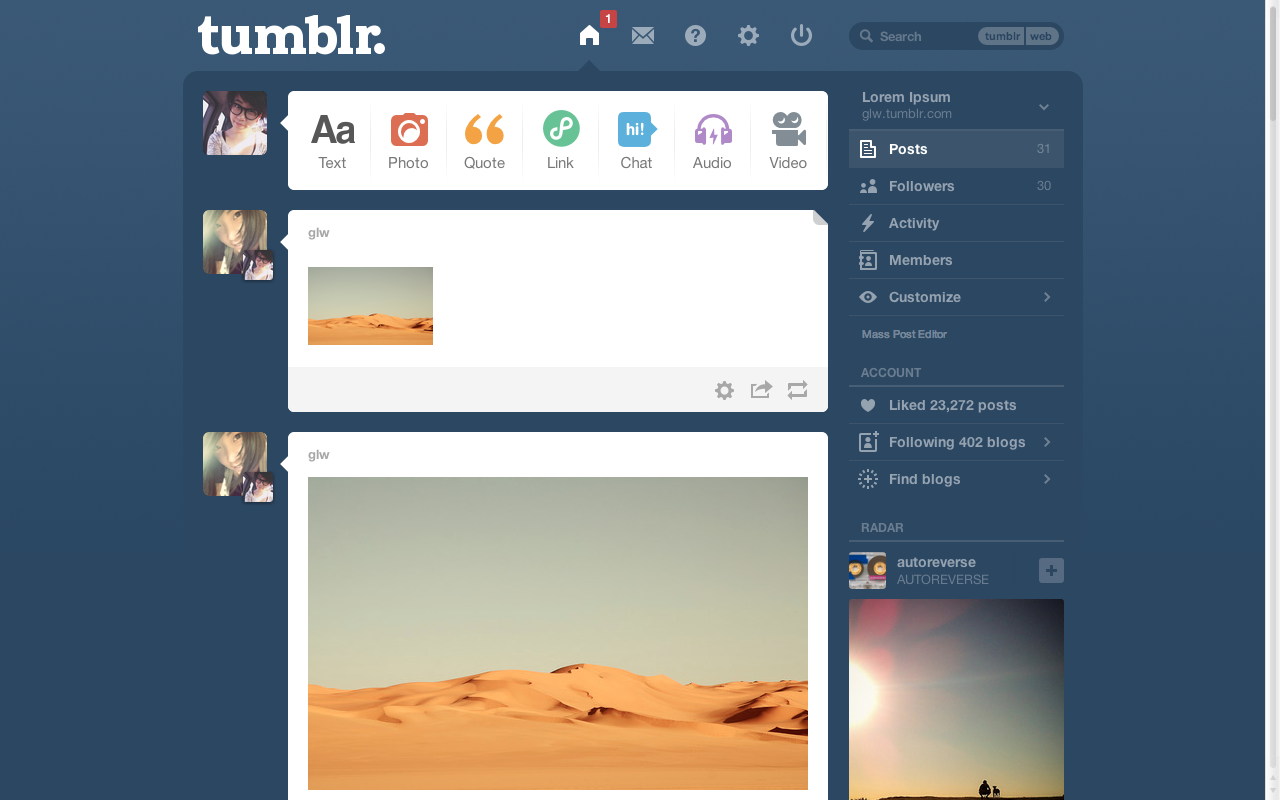 tumblr.
1
Search
tumblr
web
Aa
Text
Photo
Quote
Link
hi!
Chat
Audio
Video
glw
glw
Lorem Ipsum
glw.tumblr.com
Posts 31
Followers 30
Activity
Members
Customize
Mass Post Editor
ACCOUNT
Liked 23,272 posts
Following 402 blogs
Find blogs
RADAR
autoreverse
AUTOREVERSE